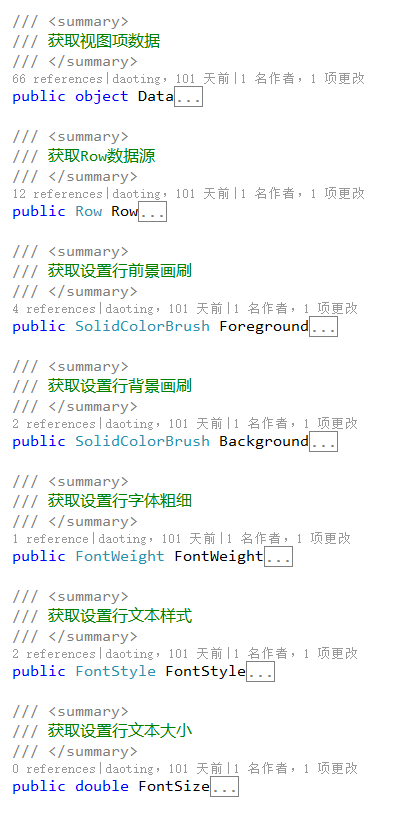 /// <summary>
/// 获取视图项数据
/// </summary>
66 references|daoting, 101 天前|1 名作者, 1 项更改
public object Data...
/// <summary>
/// 获取Row数据源
/// </summary>
12 references|daoting, 101 天前|1 名作者, 1 项更改
public Row Row...
/// <summary>
/// 获取设置行前景画刷
/// </summary>
4 references|daoting, 101 天前|1 名作者, 1 项更改
public SolidColorBrush Foreground...
/// <summary>
/// 获取设置行背景画刷
/// </summary>
2 references|daoting, 101 天前|1 名作者, 1 项更改
public SolidColorBrush Background...
/// <summary>
/// 获取设置行字体粗细
/// </summary>
1 reference|daoting, 101 天前|1 名作者, 1 项更改
public FontWeight FontWeight...
/// <summary>
/// 获取设置行文本样式
/// </summary>
2 references|daoting, 101 天前|1 名作者, 1 项更改
public FontStyle FontStyle...
/// <summary>
/// 获取设置行文本大小
/// </summary>
0 references|daoting, 101 天前|1 名作者, 1 项更改
public double FontSize...